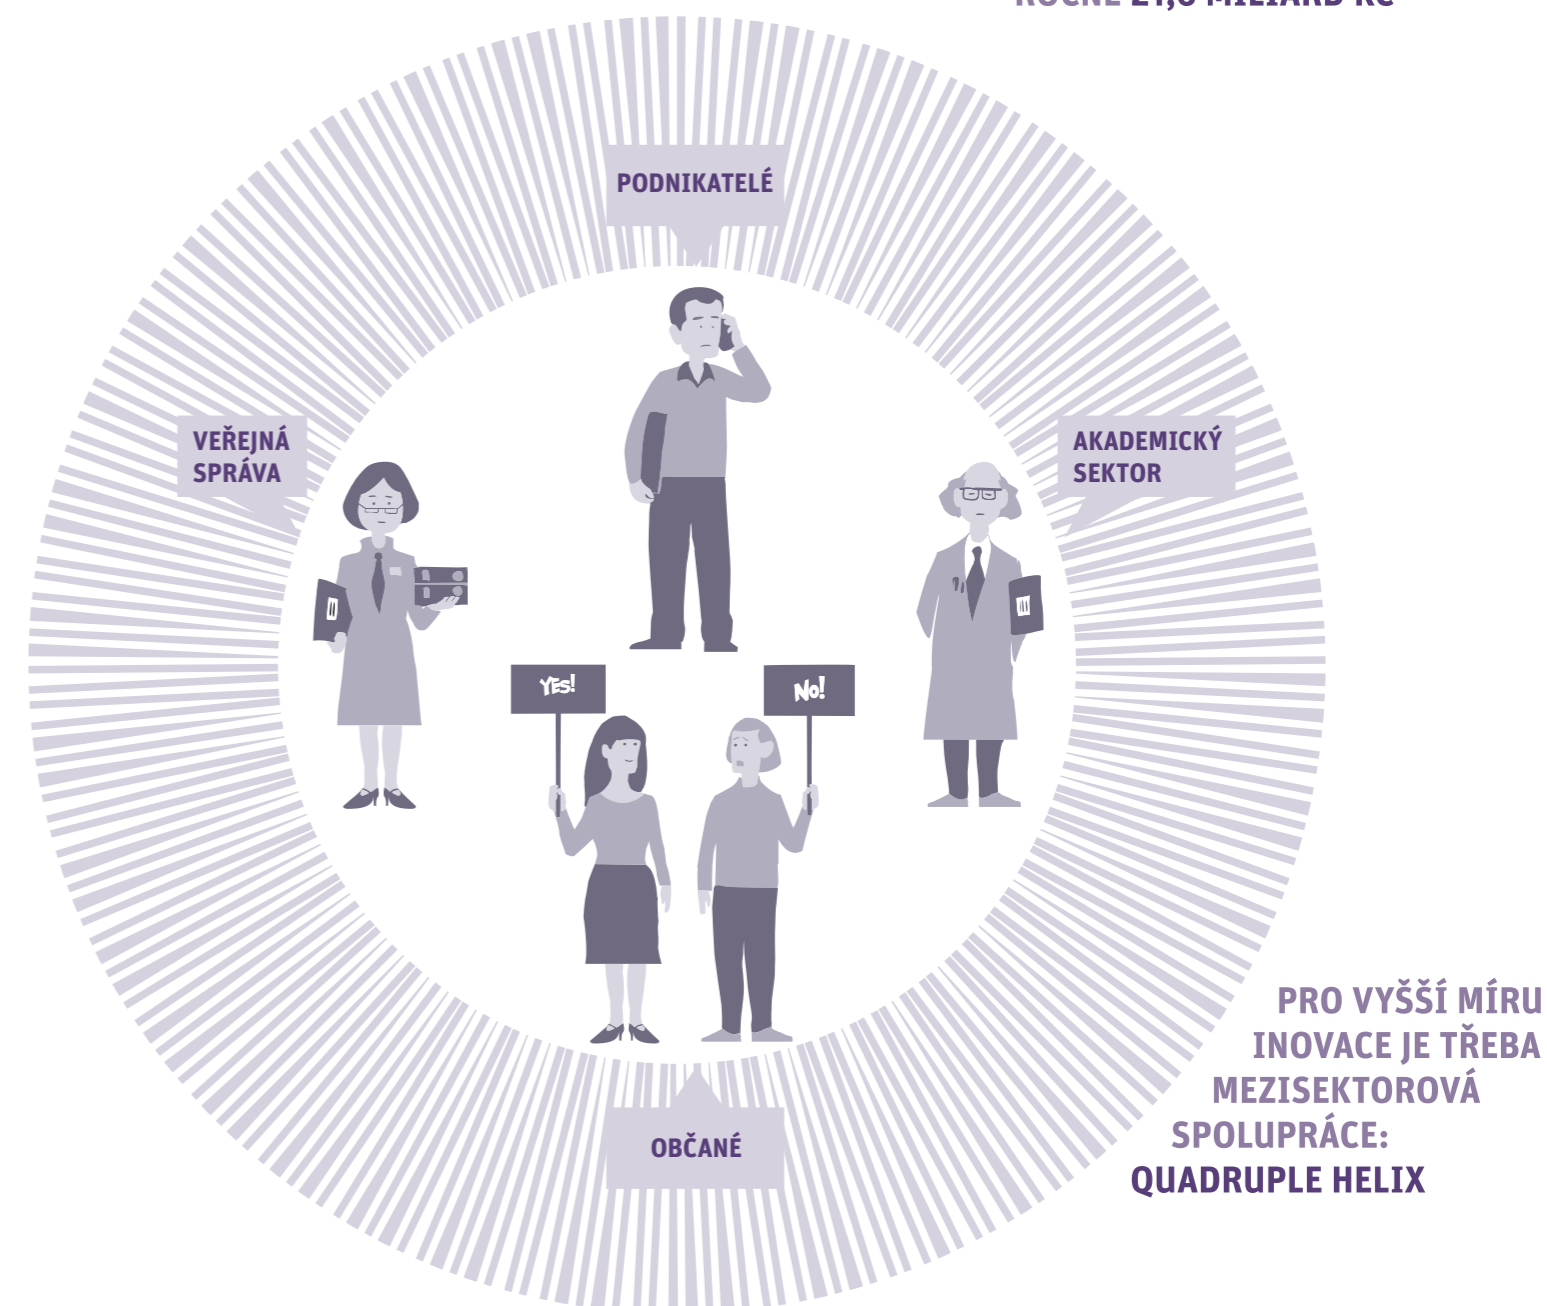 PODNIKATELÉ
VEŘEJNÁ
SPRÁVA
AKADEMICKÝ
SEKTOR
YES!
No!
OBČANÉ
PRO VYŠŠÍ MÍRU
INOVACE JE TŘEBA
MEZISEKTOROVÁ
SPOLUPRÁCE:
QUADRUPLE HELIX